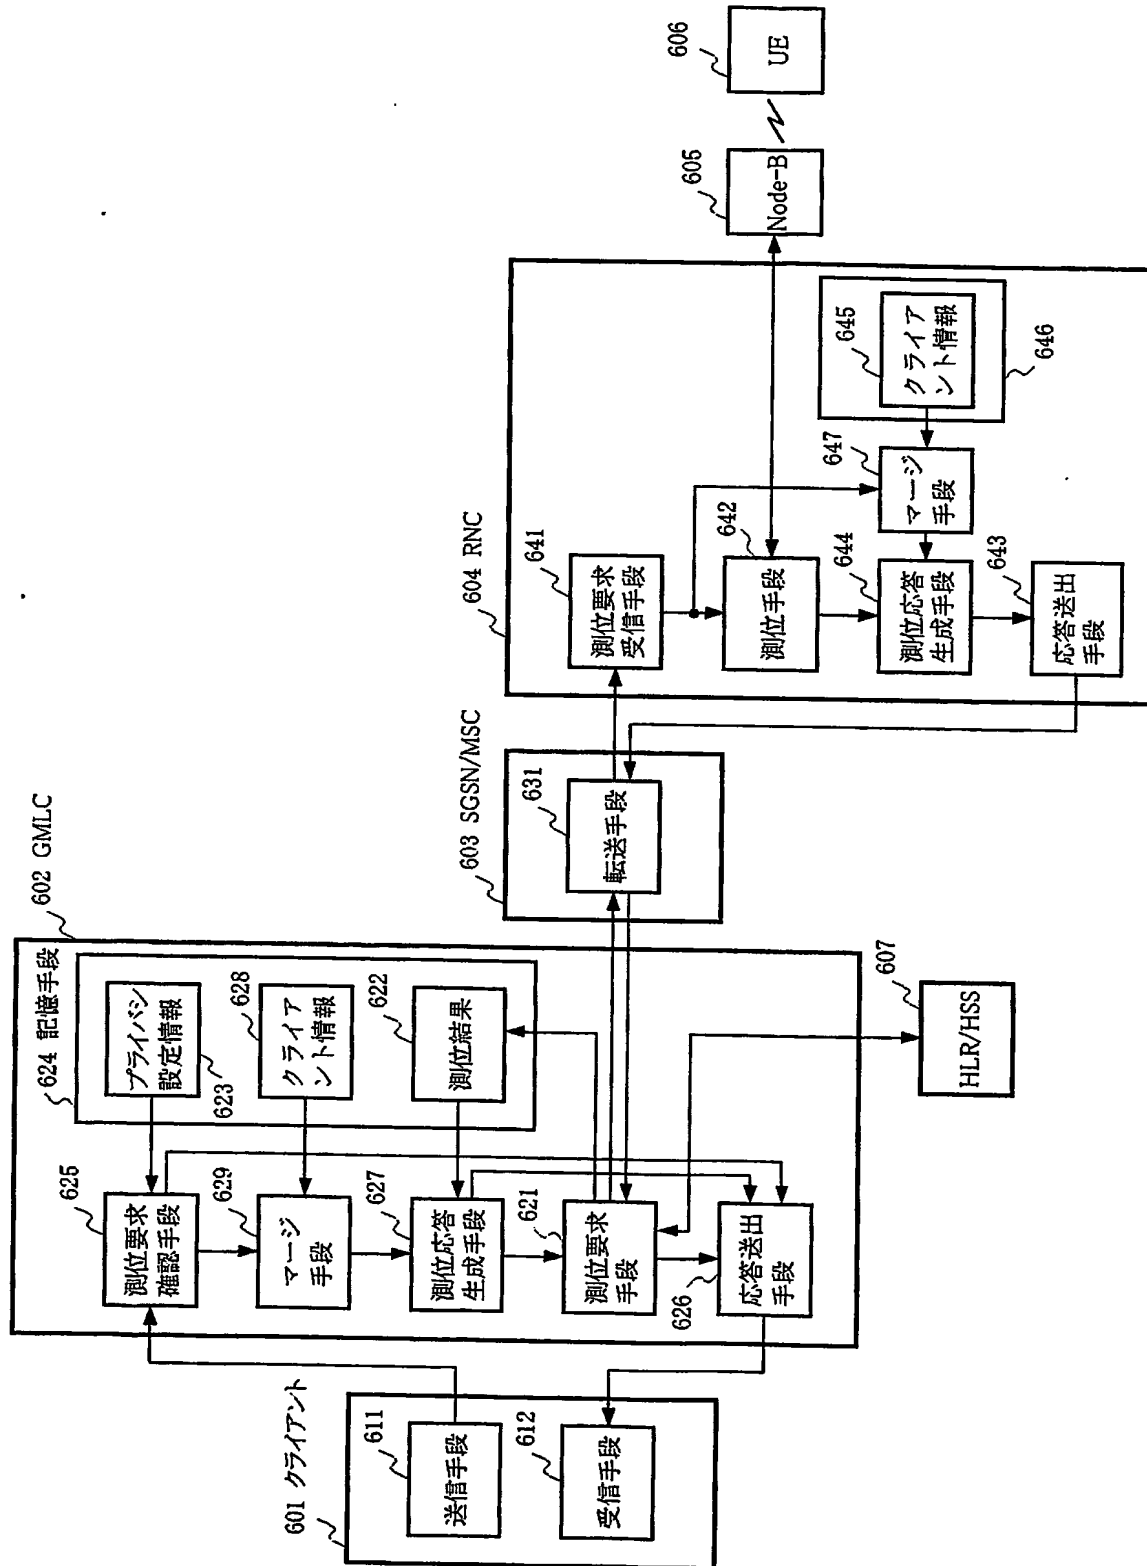 601 クライアント
611
送信手段
612
受信手段
602 GMLC
624 記憶手段
625
測位要求
確認手段
プライバシ
設定情報
623
629
マージ
手段
628
クライア
ント情報
627
測位応答
生成手段
622
測位結果
621
測位要求
手段
626
応答送出
手段
607
HLR/HSS
603 SGSN/MSC
631
転送手段
604 RNC
641
測位要求
受信手段
642
測位手段
644
測位応答
生成手段
643
応答送出
手段
647
マージ
手段
645
クライア
ント情報
646
605
Node-B
606
UE